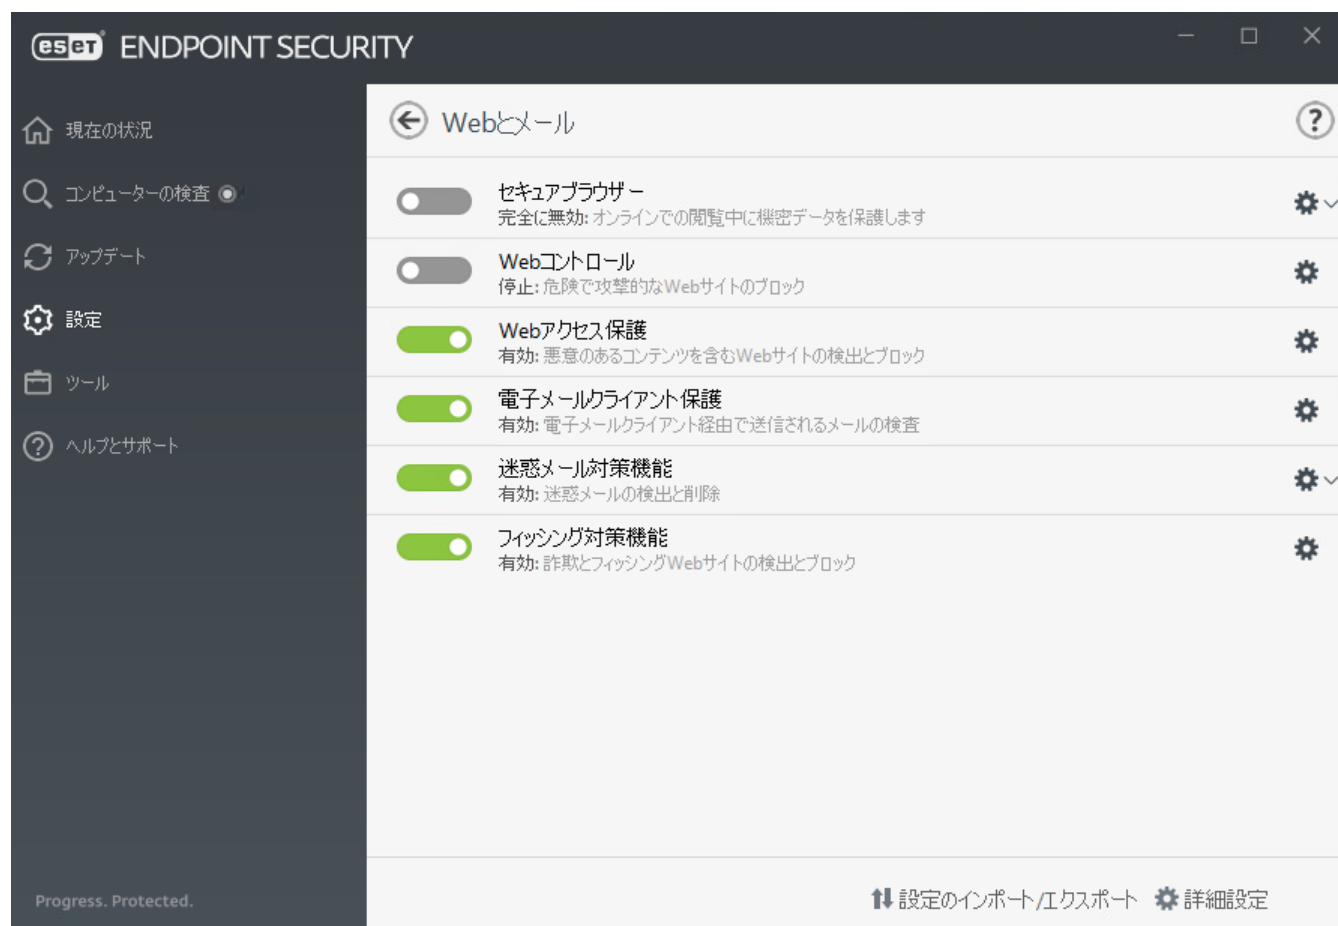 eset ENDPOINT SECURITY
現在の状況
コンピューターの検査
アップデート
設定
ツール
ヘルプとサポート
Progress. Protected.
Webとメール
?
セキュアブラウザー
完全に無効: オンラインでの閲覧中に機密データを保護します
Webコントロール
停止: 危険で攻撃的なWebサイトのブロック
Webアクセス保護
有効: 悪意のあるコンテンツを含むWebサイトの検出とブロック
電子メールクライアント保護
有効: 電子メールクライアント経由で送信されるメールの検査
迷惑メール対策機能
有効: 迷惑メールの検出と削除
フィッシング対策機能
有効: 詐欺とフィッシングWebサイトの検出とブロック
設定のインポート/エクスポート 詳細設定